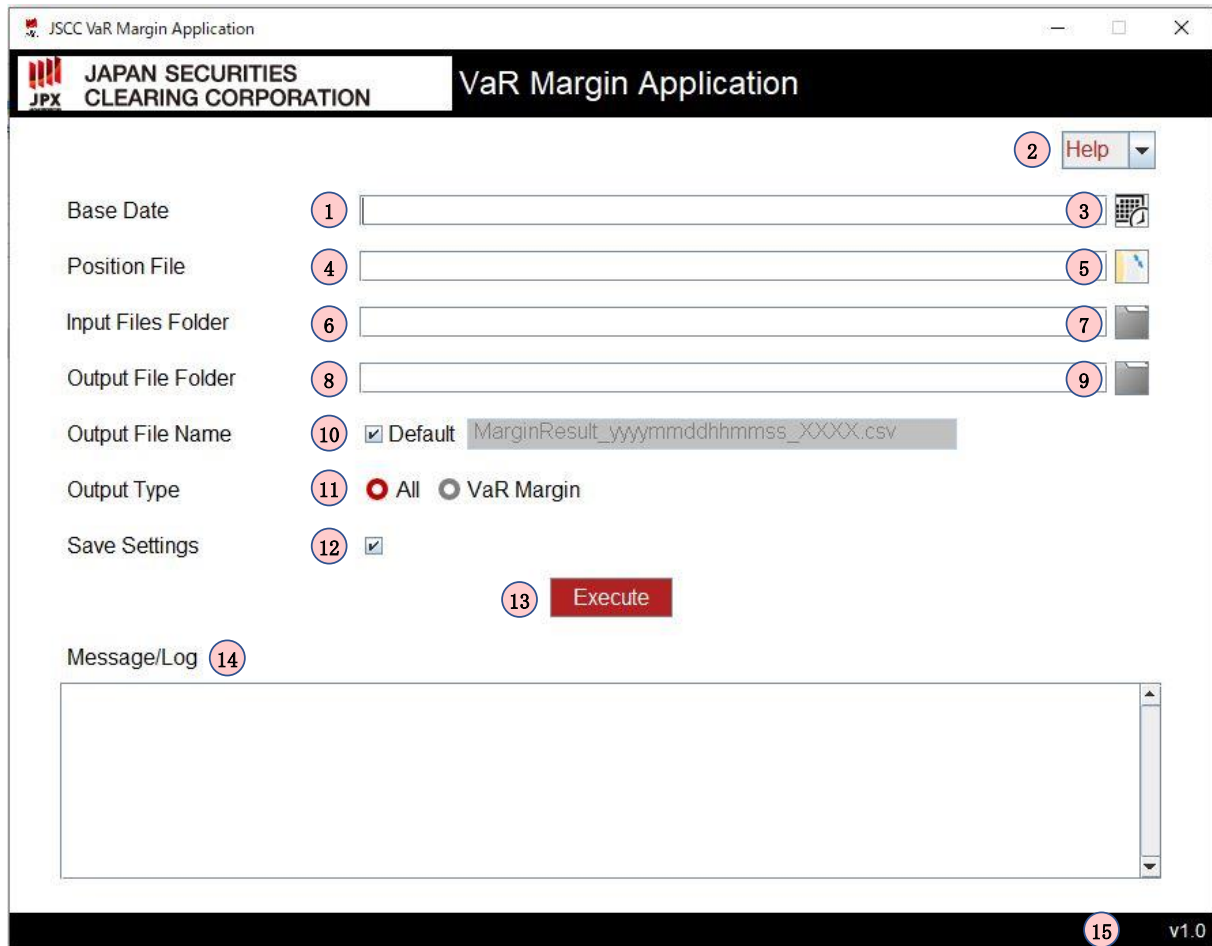 JSCC VaR Margin Application
JPX
JAPAN SECURITIES
CLEARING CORPORATION
VaR Margin Application
2 Help
Base Date 1 3
Position File 4 5
Input Files Folder 6 7
Output File Folder 8 9
Output File Name 10 Default MarginResult_yyyymmddhhmmss_XXXX.csv
Output Type 11 All VaR Margin
Save Settings 12
13 Execute
Message/Log 14
15 v1.0